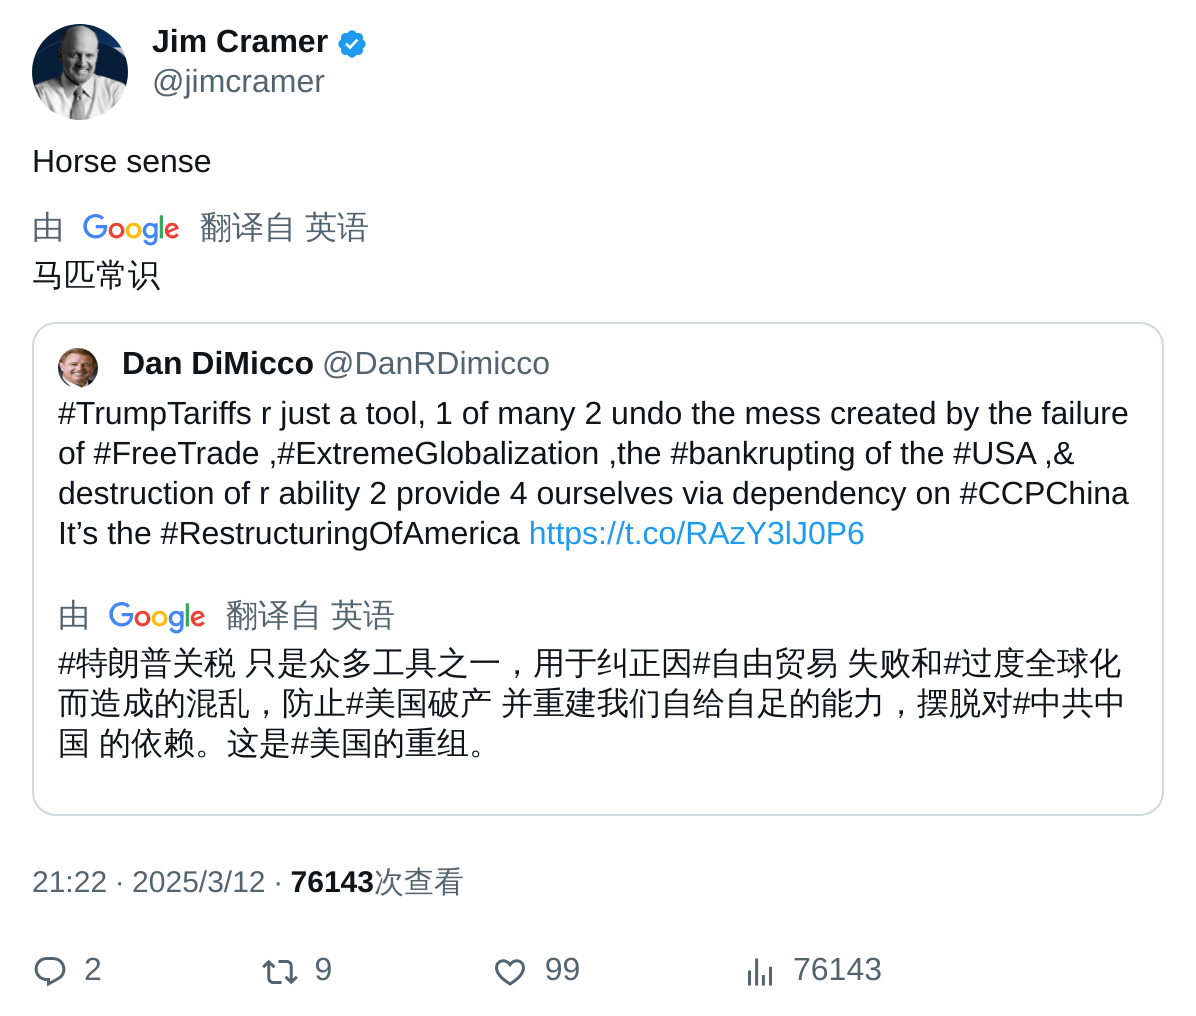 Jim Cramer
@jimcramer
Horse sense
由 Google 翻译自 英语
马匹常识
Dan DiMicco @DanRDimicco
#TrumpTariffs r just a tool, 1 of many 2 undo the mess created by the failure
of #FreeTrade ,#ExtremeGlobalization ,the #bankrupting of the #USA ,&
destruction of r ability 2 provide 4 ourselves via dependency on #CCPChina
It’s the #RestructuringOfAmerica https://t.co/RAzY3lJ0P6
由 Google 翻译自 英语
#特朗普关税 只是众多工具之一，用于纠正因#自由贸易 失败和#过度全球化
而造成的混乱，防止#美国破产 并重建我们自给自足的能力，摆脱对#中共中
国 的依赖。这是#美国的重组。
21:22 · 2025/3/12 · 76143次查看
2 9 99 76143